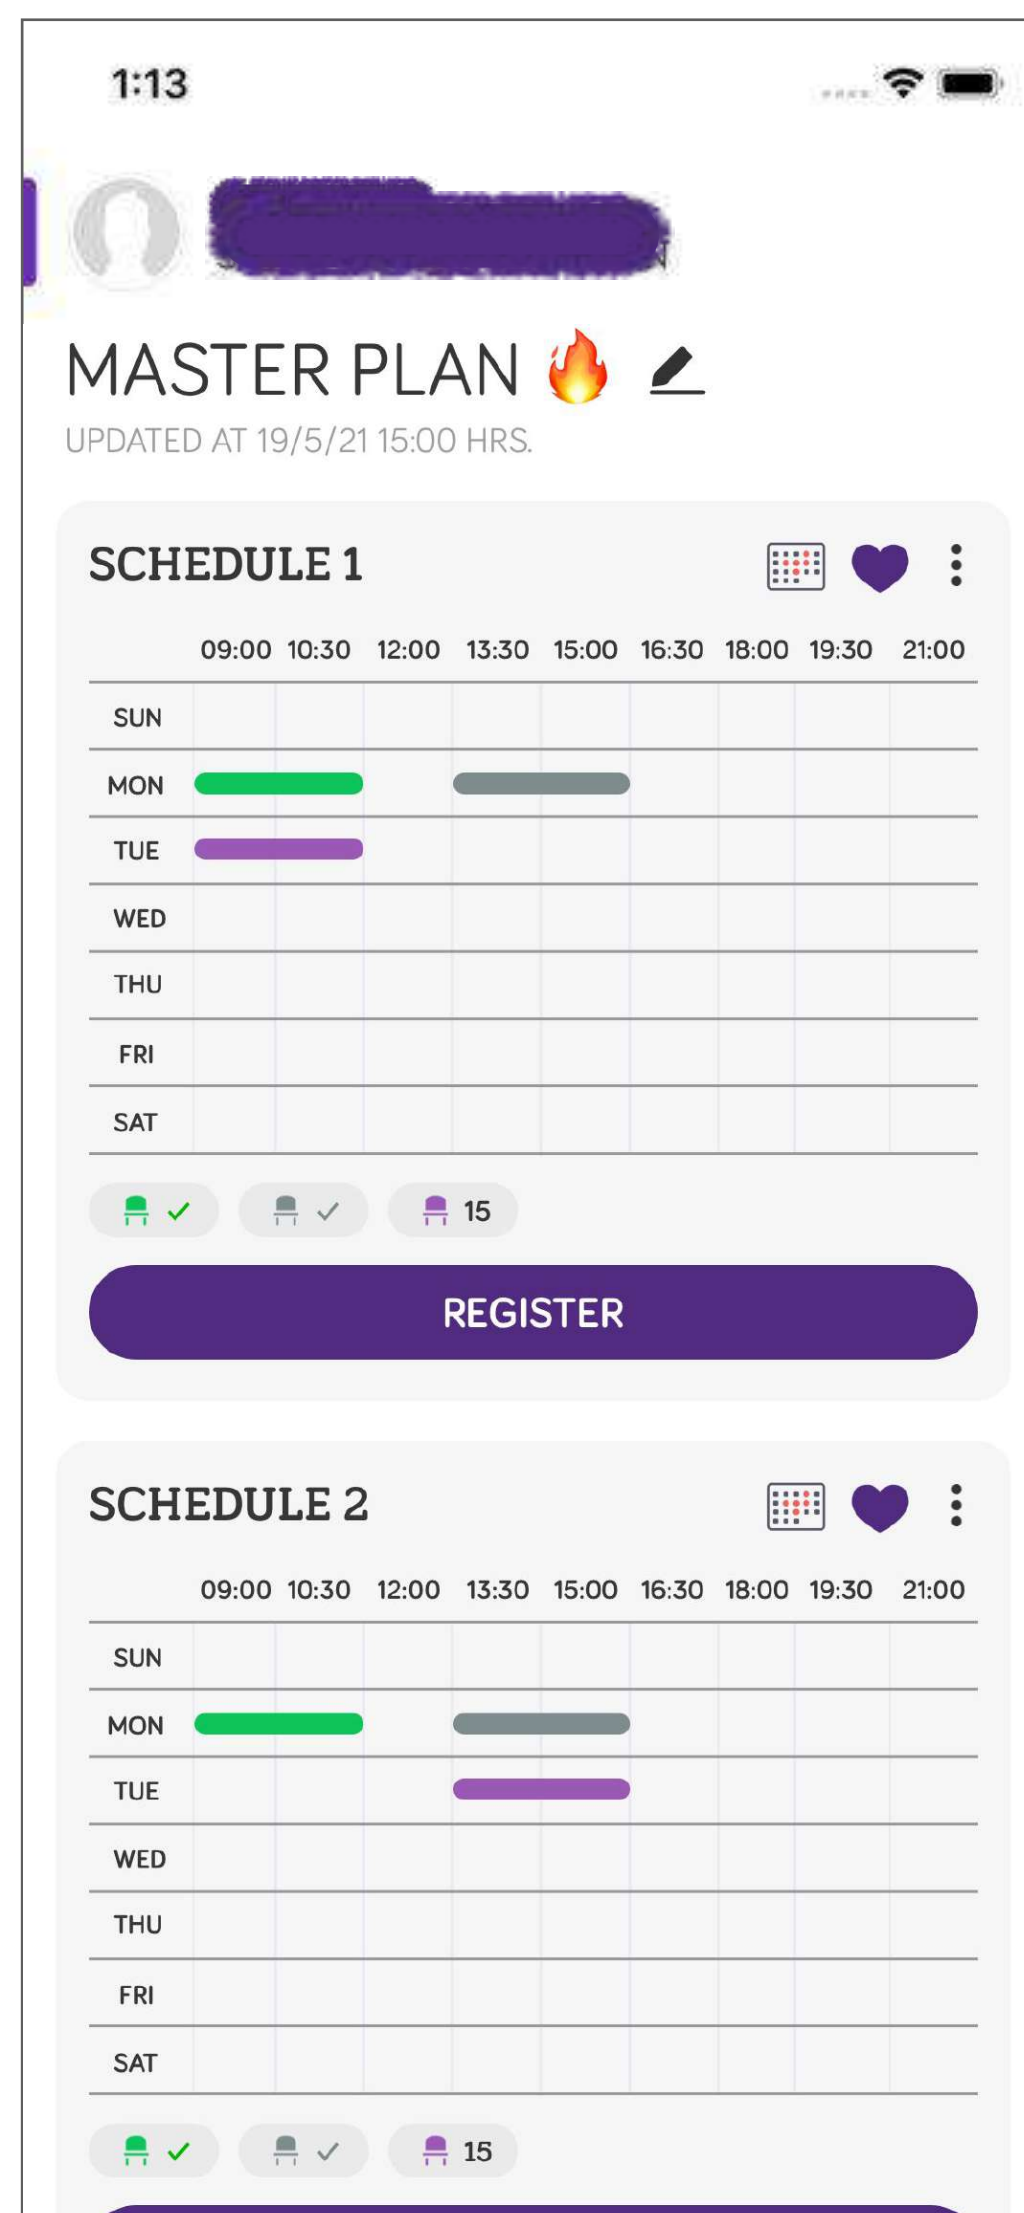 1:13
MASTER PLAN 🔥
UPDATED AT 19/5/21 15:00 HRS.
SCHEDULE 1
09:00 10:30 12:00 13:30 15:00 16:30 18:00 19:30 21:00
SUN
MON
TUE
WED
THU
FRI
SAT
15
REGISTER
SCHEDULE 2
09:00 10:30 12:00 13:30 15:00 16:30 18:00 19:30 21:00
SUN
MON
TUE
WED
THU
FRI
SAT
15